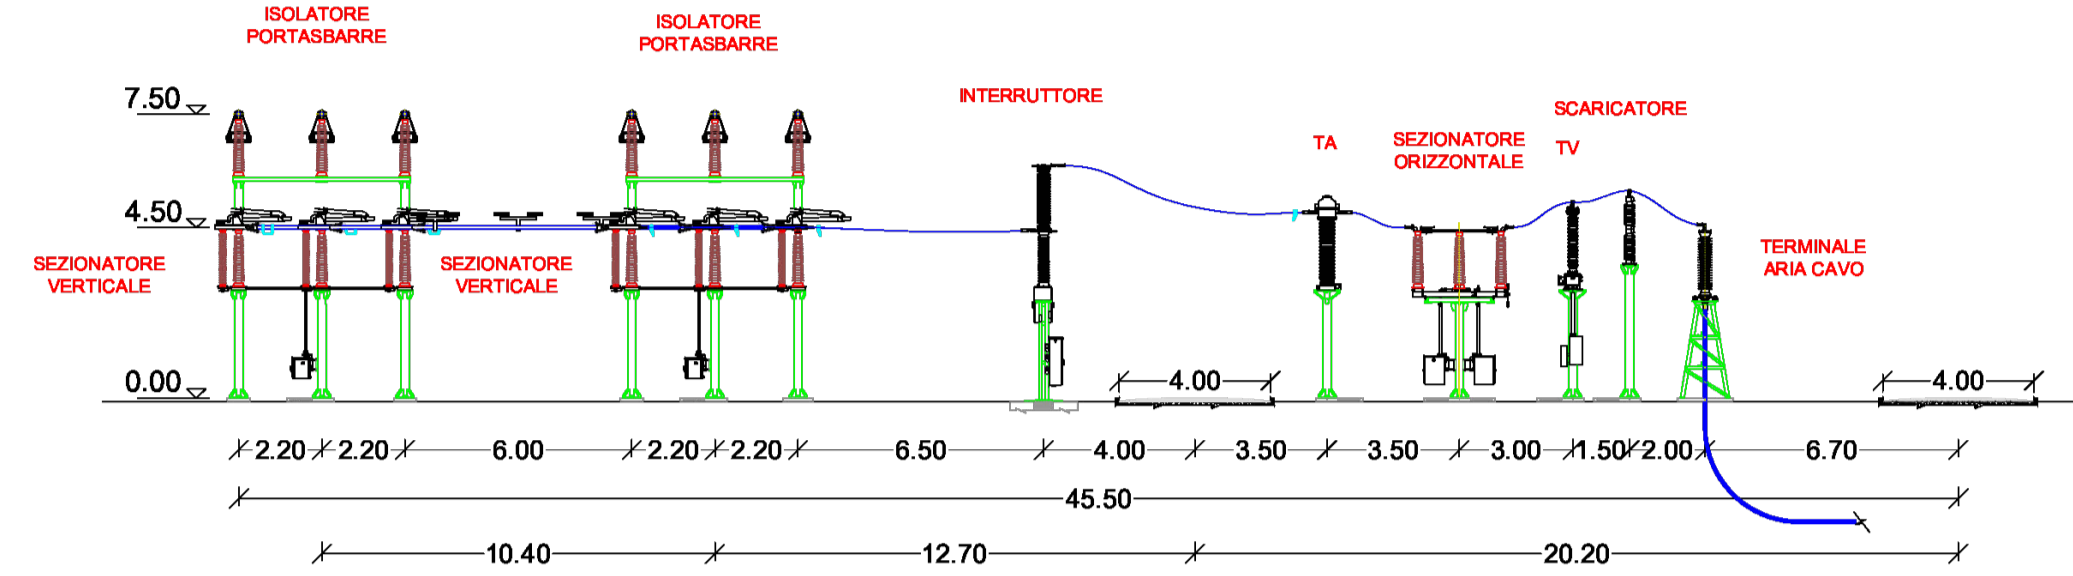 ISOLATORE
PORTASBARRE
ISOLATORE
PORTASBARRE
INTERRUTTORE
SCARICATORE
TA
SEZIONATORE
ORIZZONTALE
TV
7.50
4.50
0.00
SEZIONATORE
VERTICALE
SEZIONATORE
VERTICALE
TERMINALE
ARIA CAVO
4.00
4.00
2.20 2.20 6.00 2.20 2.20 6.50 4.00 3.50 3.50 3.00 1.50 2.00 6.70
45.50
10.40 12.70 20.20